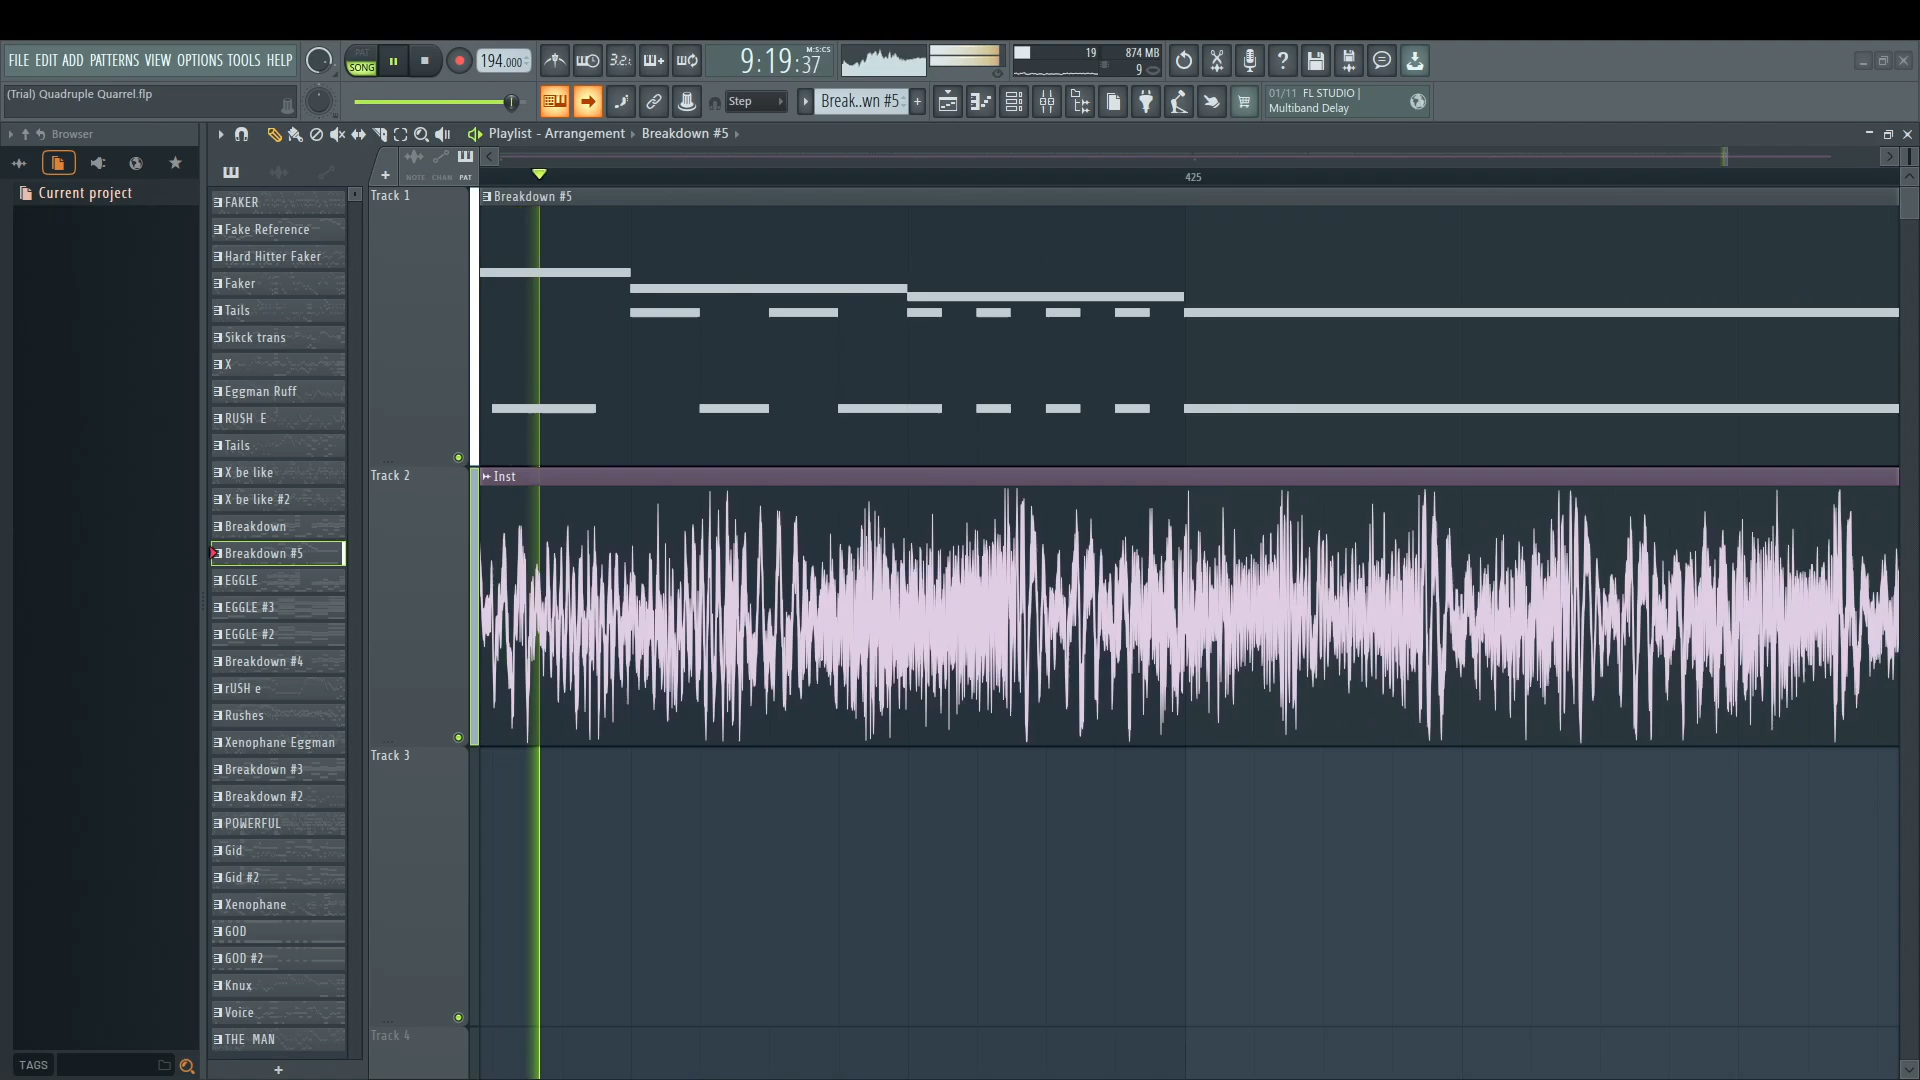 FILE EDIT ADD PATTERNS VIEW OPTIONS TOOLS HELP
PAT
SONG
194.000
3.2.
9:19:37
M:S:CS
19
874 MB
9
(Trial) Quadruple Quarrel.flp
Step
Break..wn #5
+
01/11 FL STUDIO |
Multiband Delay
Browser
Playlist - Arrangement › Breakdown #5 ›
Current project
+
NOTE CHAN PAT
425
FAKER
Fake Reference
Hard Hitter Faker
Faker
Tails
Sikck trans
X
Eggman Ruff
RUSH E
Tails
X be like
X be like #2
Breakdown
Breakdown #5
EGGLE
EGGLE #3
EGGLE #2
Breakdown #4
rUSH e
Rushes
Xenophane Eggman
Breakdown #3
Breakdown #2
POWERFUL
Gid
Gid #2
Xenophane
GOD
GOD #2
Knux
Voice
THE MAN
+
Track 1
Breakdown #5
Track 2
Inst
Track 3
Track 4
TAGS